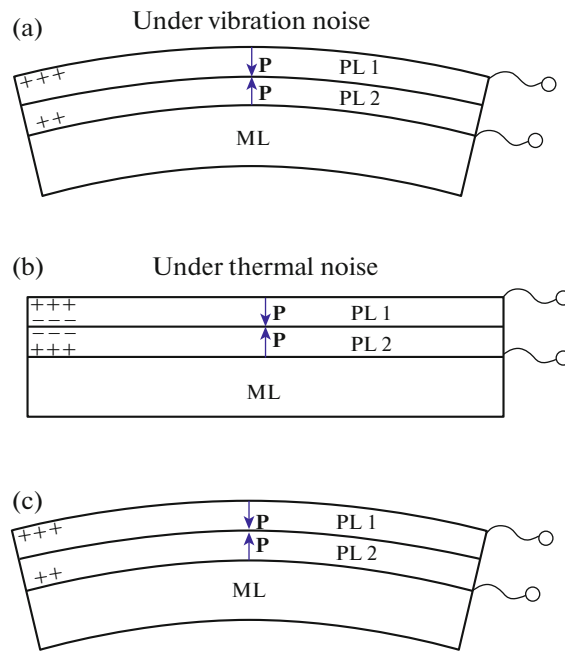 (a) Under vibration noise
+++ P PL 1
P PL 2
++
ML
(b) Under thermal noise
+++ P PL 1
−−−
−−− P PL 2
+++
ML
(c)
+++ P PL 1
P PL 2
++
ML